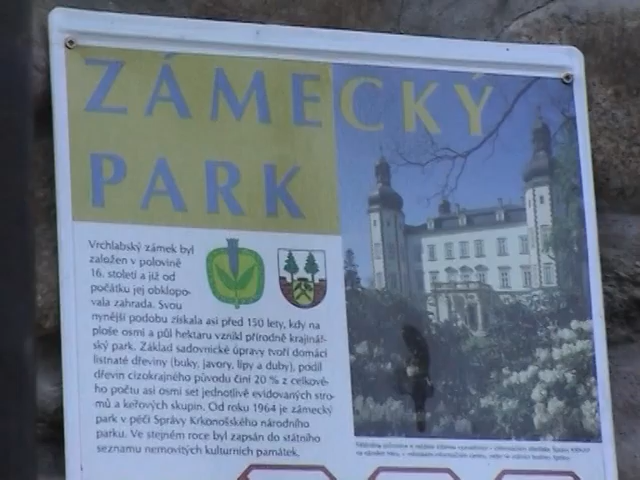 ZÁMECKÝ
PARK
Vrchlabský zámek byl
založen v polovině
16. století a již od
počátku jej obklopo-
vala zahrada. Svou
nynější podobu získala asi před 150 lety, kdy na
ploše osmi a půl hektaru vznikl přírodně krajinář-
ský park. Základ sadovnické úpravy tvoří domácí
listnaté dřeviny (buky, javory, lípy a duby), podíl
dřevin cizokrajného původu činí 20 % z celkové-
ho počtu asi osmi set jednotlivě evidovaných stro-
mů a keřových skupin. Od roku 1964 je zámecký
park v péči Správy Krkonošského národního
parku. Ve stejném roce byl zapsán do státního
seznamu nemovitých kulturních památek.